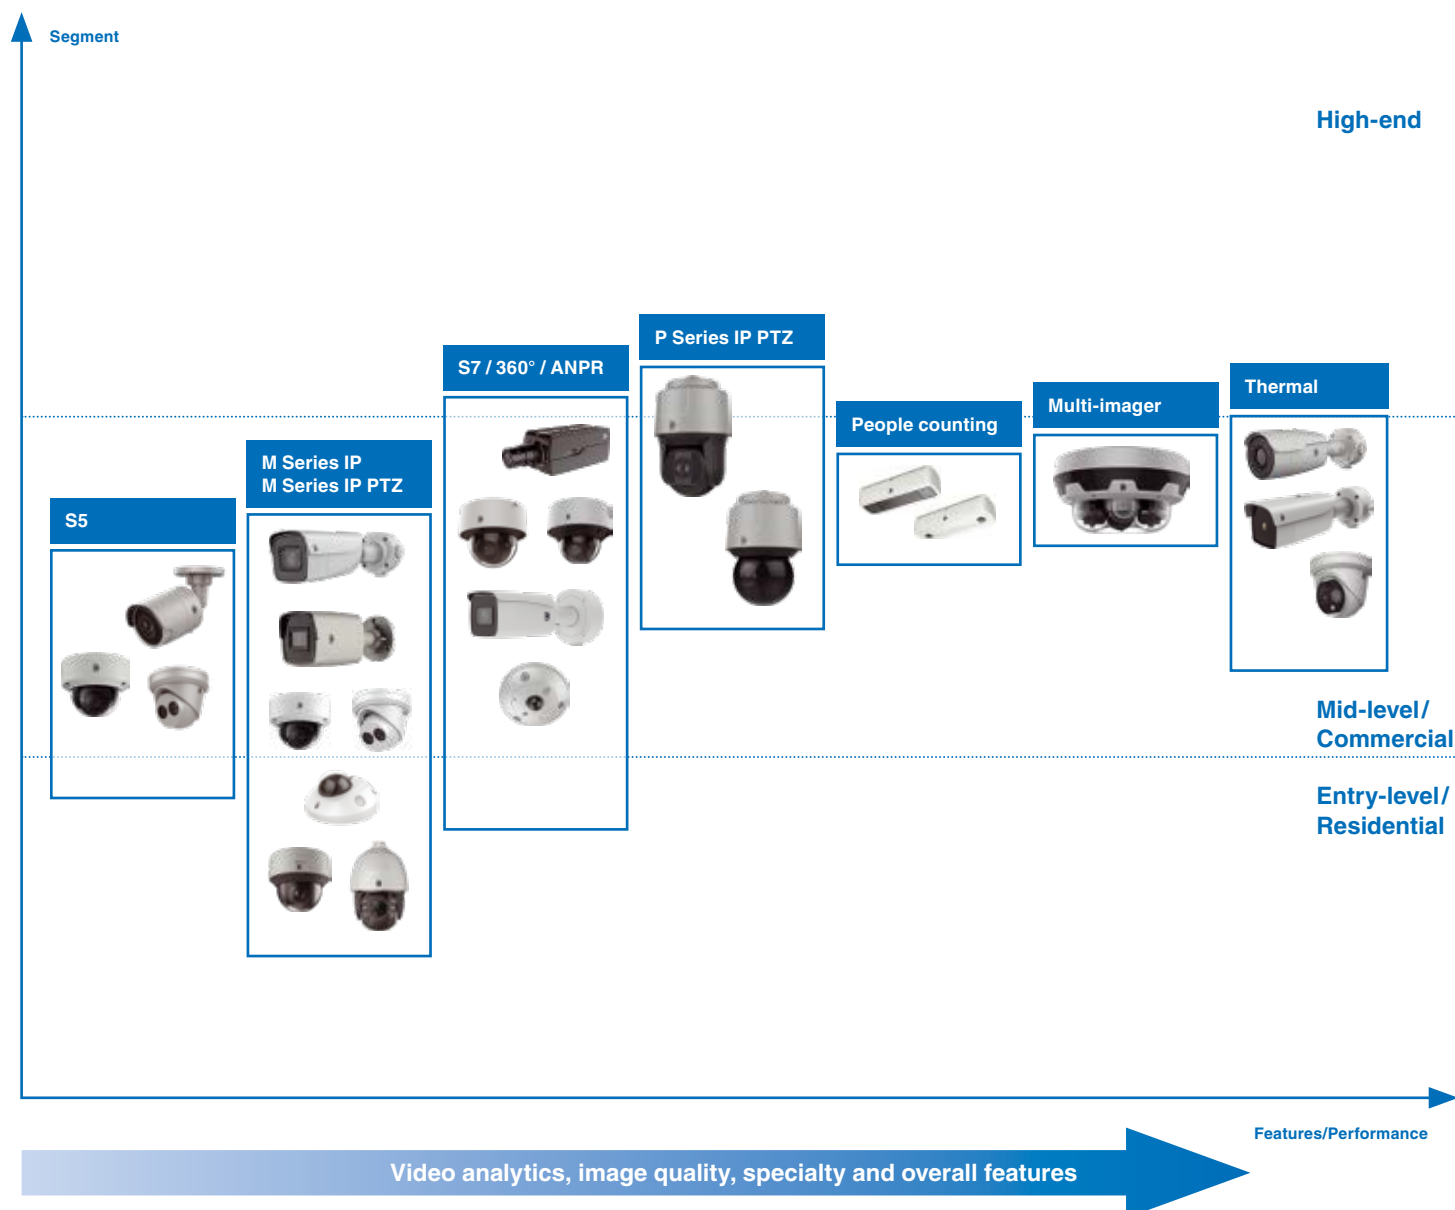 Segment
High-end
P Series IP PTZ
S7 / 360° / ANPR
Thermal
Multi-imager
People counting
M Series IP
M Series IP PTZ
S5
Mid-level/
Commercial
Entry-level/
Residential
Features/Performance
Video analytics, image quality, specialty and overall features